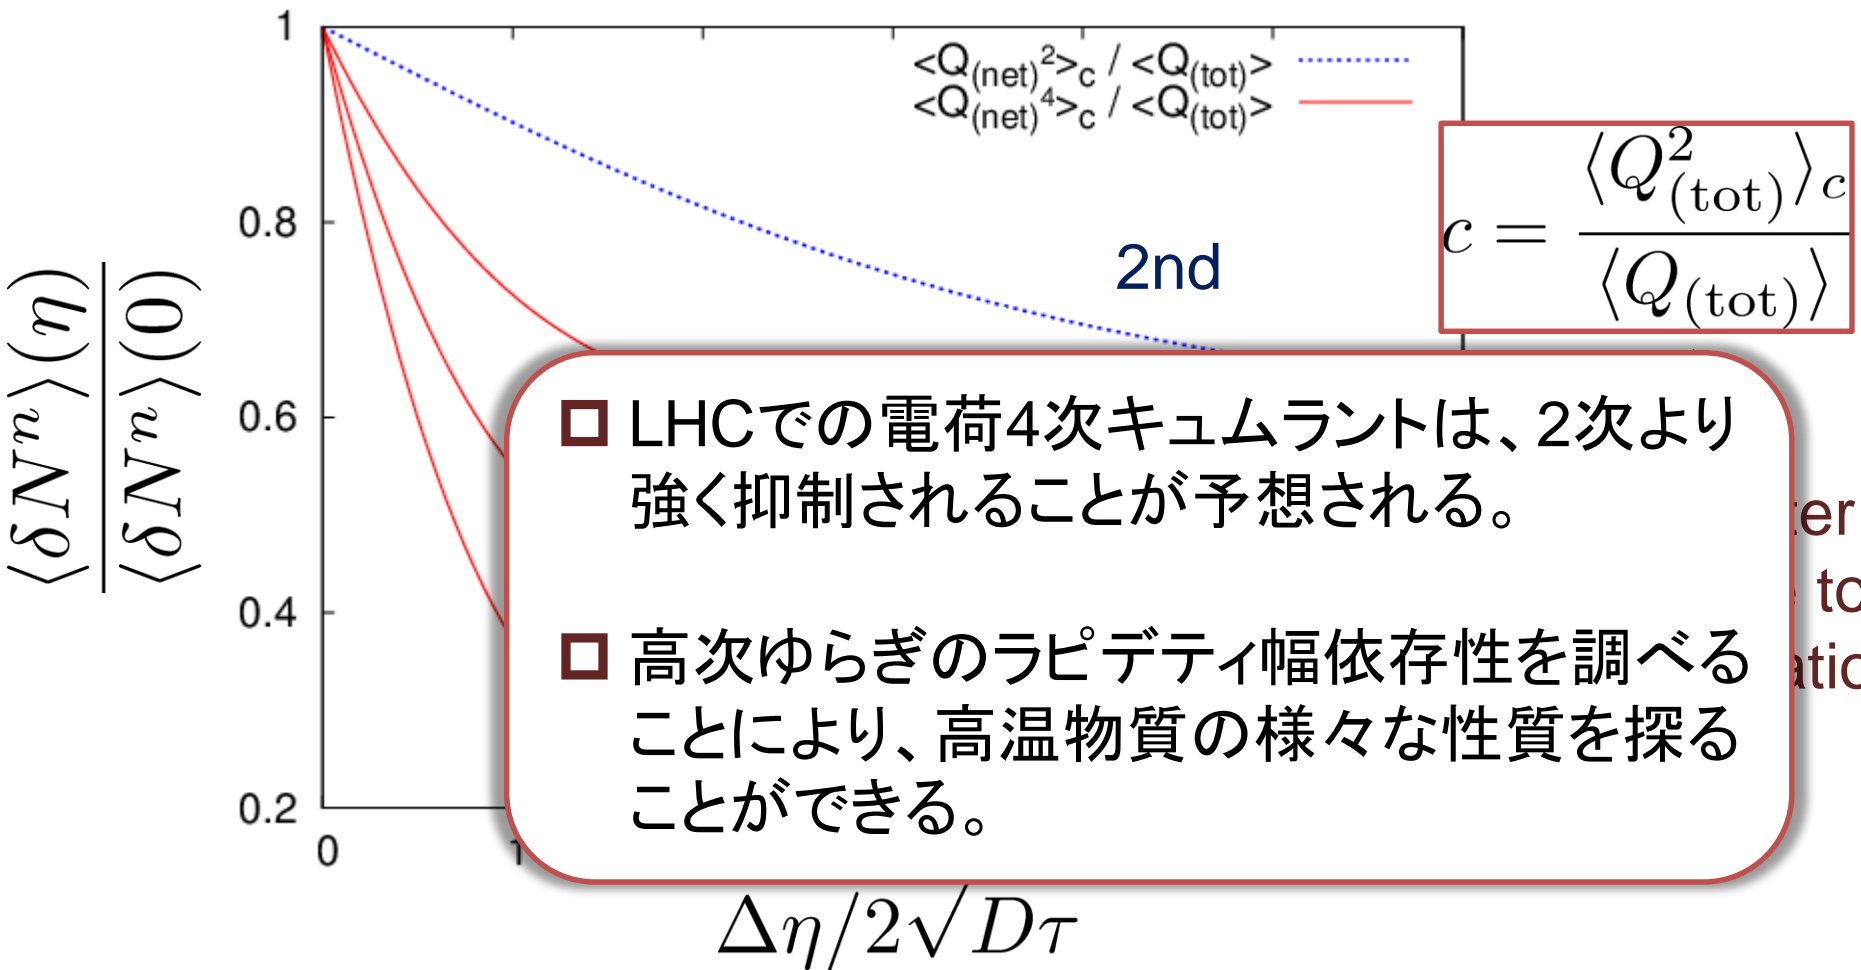 1
<Q(net)²>c / <Q(tot)>
<Q(net)⁴>c / <Q(tot)>
c = ⟨Q²(tot)⟩c / ⟨Q(tot)⟩
0.8
2nd
⟨δNⁿ⟩(η) / ⟨δNⁿ⟩(0)
0.6
LHCでの電荷4次キュムラントは、2次より
強く抑制されることが予想される。
0.4
高次ゆらぎのラピデティ幅依存性を調べる
ことにより、高温物質の様々な性質を探る
ことができる。
0.2
0 1
Δη/2√Dτ